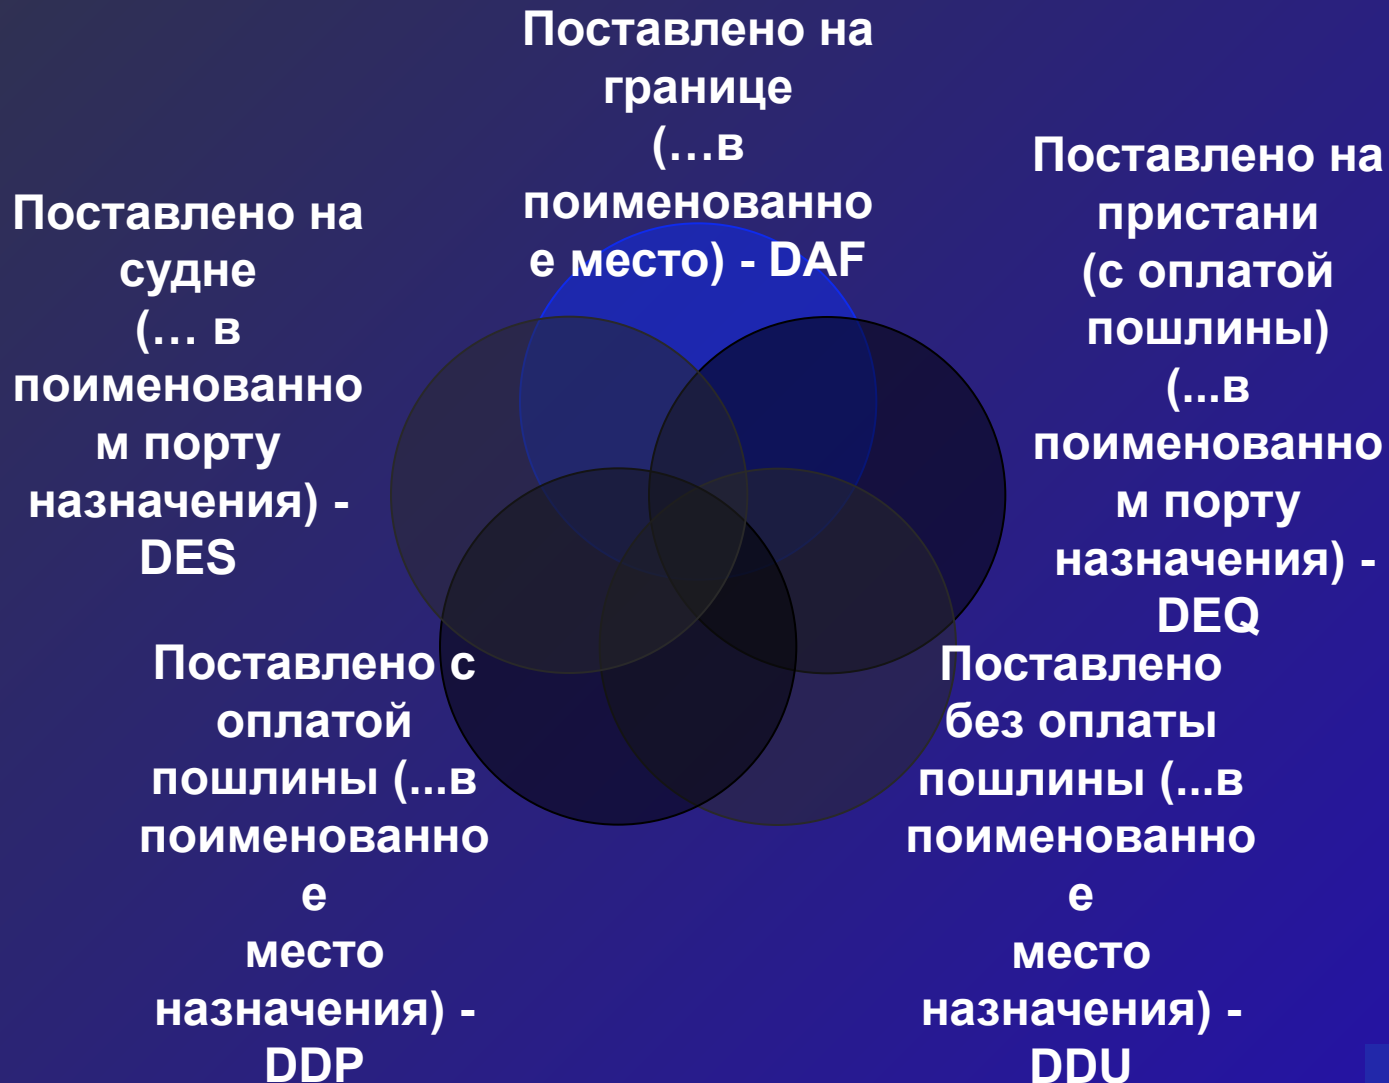 Поставлено на
границе
(…в
поименованно
е место) - DAF
Поставлено на
пристани
(с оплатой
пошлины)
(...в
поименованно
м порту
назначения) -
DEQ
Поставлено
без оплаты
пошлины (...в
поименованно
е
место
назначения) -
DDU
Поставлено с
оплатой
пошлины (...в
поименованно
е
место
назначения) -
DDP
Поставлено на
судне
(… в
поименованно
м порту
назначения) -
DES